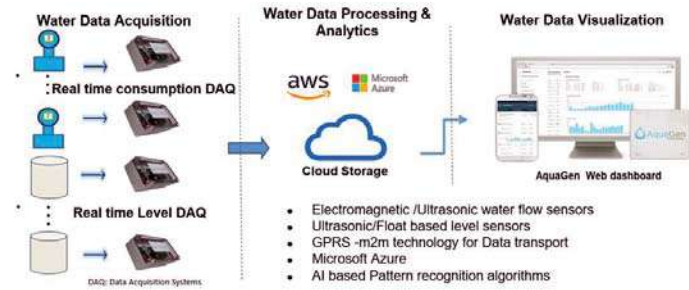 Water Data Acquisition
Real time consumption DAQ
Real time Level DAQ
DAQ: Data Acquisition Systems
Water Data Processing &
Analytics
aws
Microsoft
Azure
Cloud Storage
Water Data Visualization
AquaGen
AquaGen Web dashboard
• Electromagnetic /Ultrasonic water flow sensors
• Ultrasonic/Float based level sensors
• GPRS -m2m technology for Data transport
• Microsoft Azure
• AI based Pattern recognition algorithms